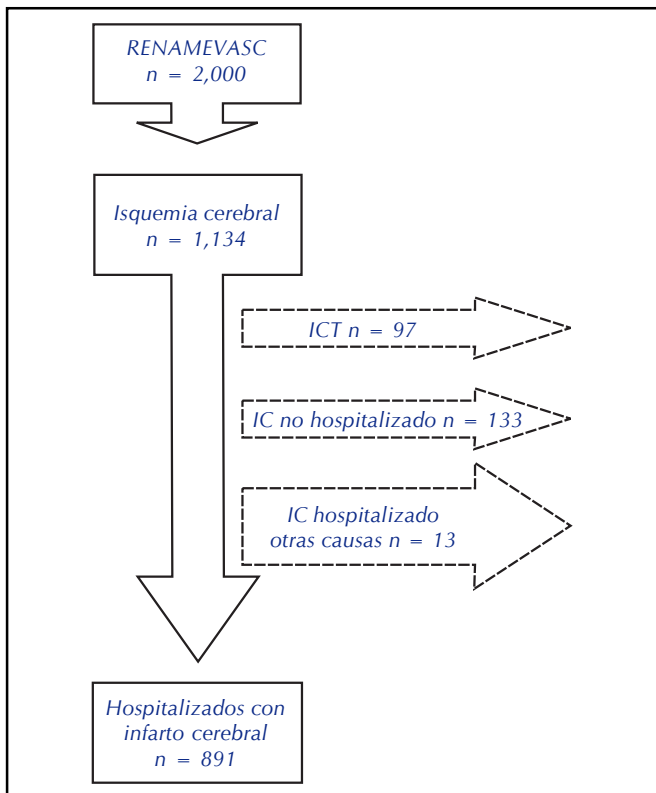 RENAMEVASC
n = 2,000
Isquemia cerebral
n = 1,134
ICT n = 97
IC no hospitalizado n = 133
IC hospitalizado
otras causas n = 13
Hospitalizados con
infarto cerebral
n = 891